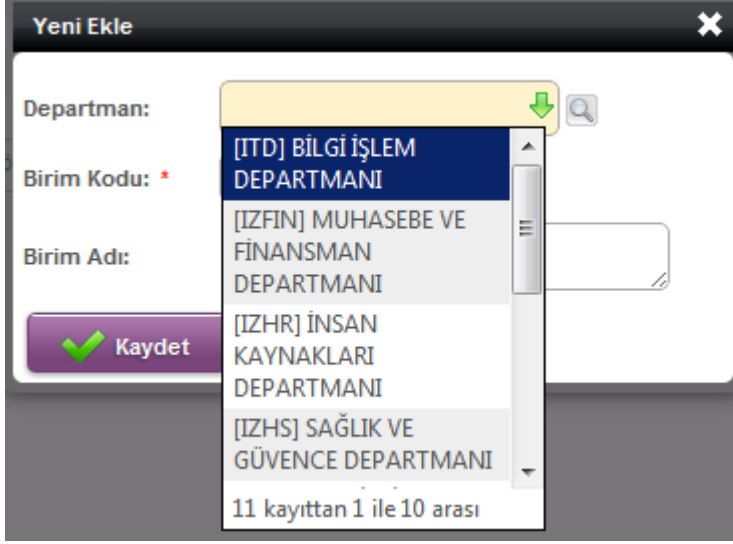 Yeni Ekle
Departman:
[ITD] BİLGİ İŞLEM
DEPARTMANI
Birim Kodu: *
[IZFIN] MUHASEBE VE
FİNANSMAN
DEPARTMANI
Birim Adı:
[IZHR] İNSAN
KAYNAKLARI
DEPARTMANI
Kaydet
[IZHS] SAĞLIK VE
GÜVENCE DEPARTMANI
11 kayıttan 1 ile 10 arası